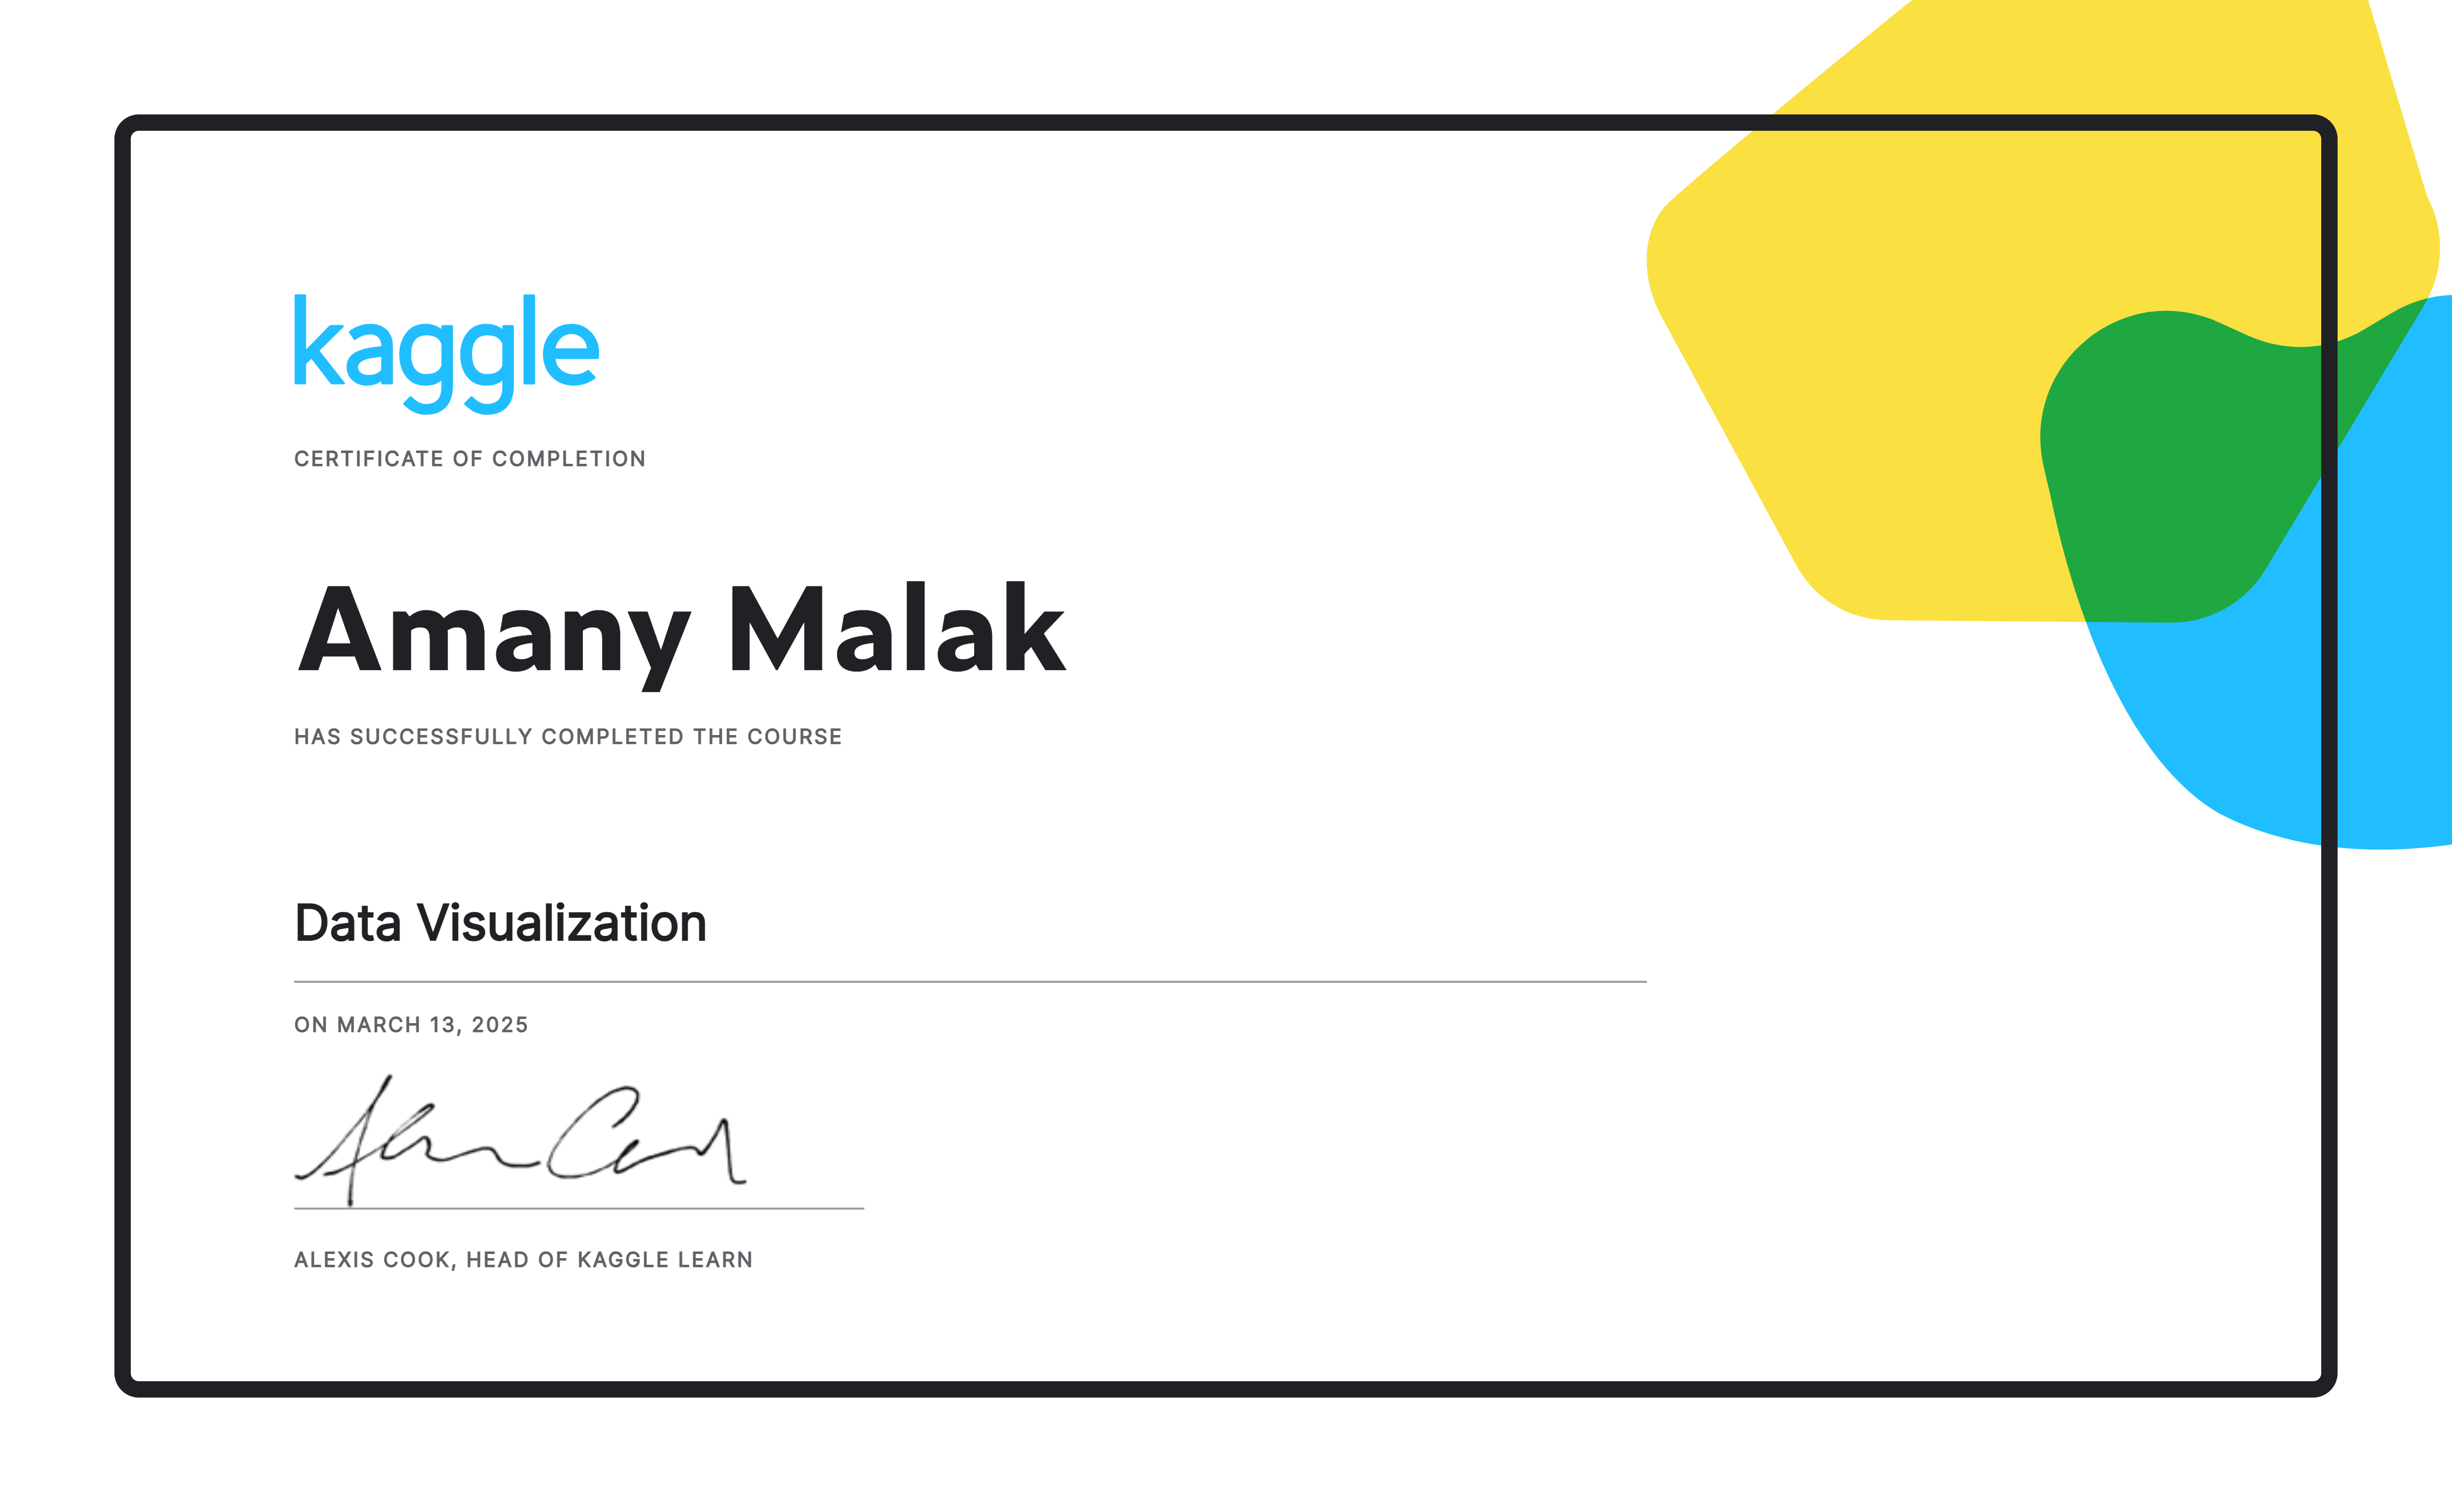 kaggle
CERTIFICATE OF COMPLETION
Amany Malak
HAS SUCCESSFULLY COMPLETED THE COURSE
Data Visualization
ON MARCH 13, 2025
ALEXIS COOK, HEAD OF KAGGLE LEARN